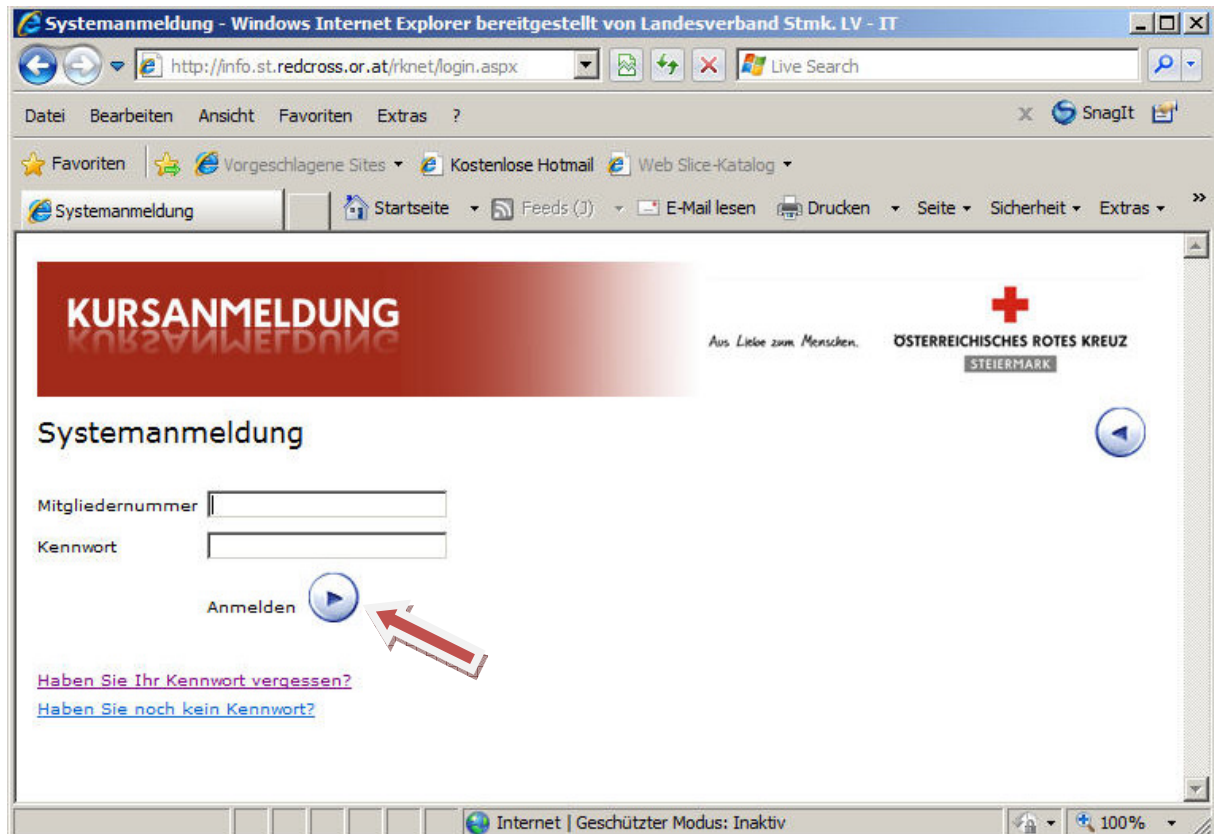 Systemanmeldung - Windows Internet Explorer bereitgestellt von Landesverband Stmk. LV - IT
http://info.st.redcross.or.at/rknet/login.aspx
Live Search
Datei Bearbeiten Ansicht Favoriten Extras ?
x SnagIt
Favoriten Vorgeschlagene Sites Kostenlose Hotmail Web Slice-Katalog
Systemanmeldung
Startseite Feeds (J) E-Mail lesen Drucken Seite Sicherheit Extras »
KURSANMELDUNG
Aus Liebe zum Menschen.
ÖSTERREICHISCHES ROTES KREUZ
STEIERMARK
Systemanmeldung
Mitgliedernummer
Kennwort
Anmelden
Haben Sie Ihr Kennwort vergessen?
Haben Sie noch kein Kennwort?
Internet | Geschützter Modus: Inaktiv
100%